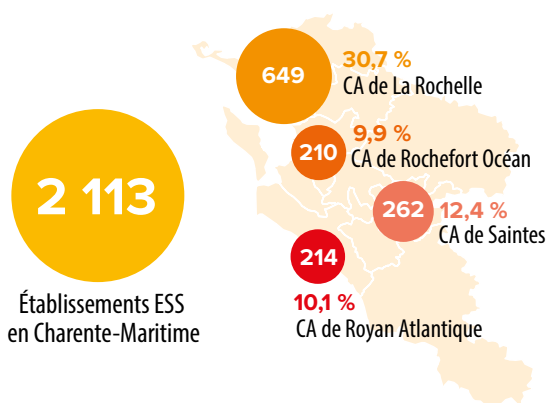 649
30,7 %
CA de La Rochelle
210
9,9 %
CA de Rochefort Océan
2 113
262
12,4 %
CA de Saintes
214
10,1 %
CA de Royan Atlantique
Établissements ESS
en Charente-Maritime